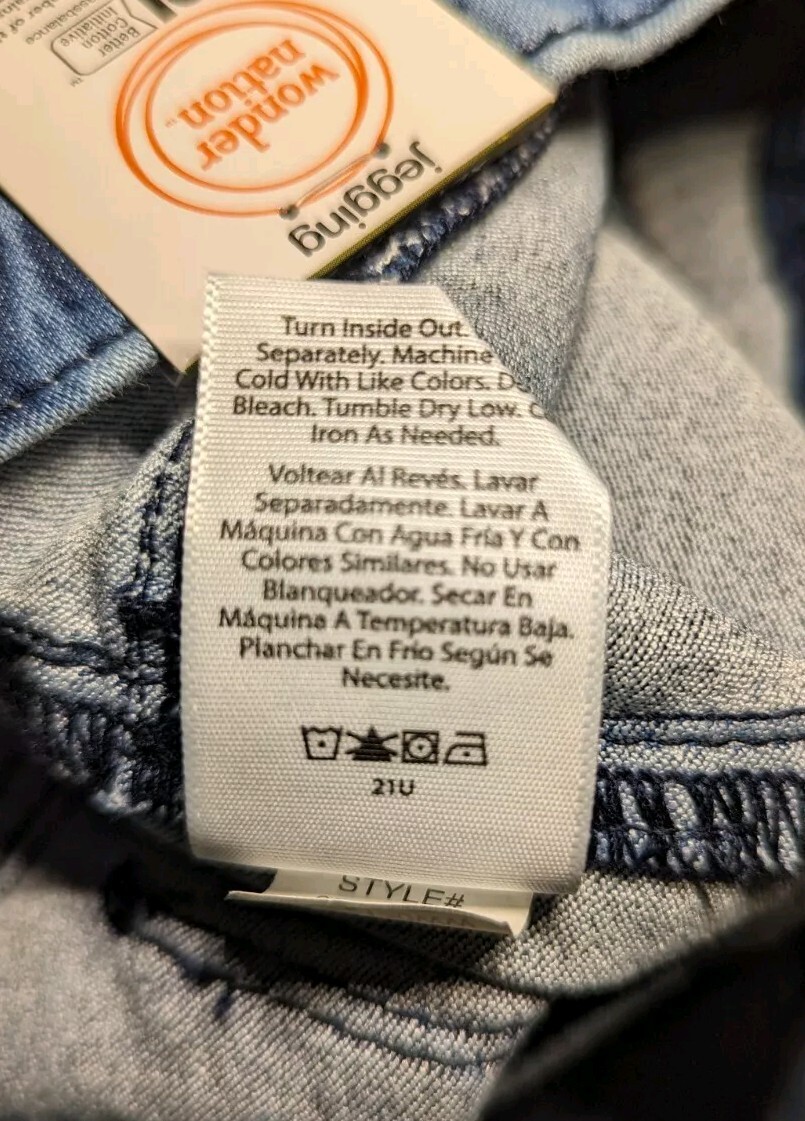 Better
Cotton
Initiative
wonder
nation
jegging
Turn Inside Out.
Separately. Machine
Cold With Like Colors.
Bleach. Tumble Dry Low.
Iron As Needed.
Voltear Al Revés. Lavar
Separadamente. Lavar A
Máquina Con Agua Fría Y Con
Colores Similares. No Usar
Blanqueador. Secar En
Máquina A Temperatura Baja.
Planchar En Frío Según Se
Necesite.
21U
STYLE#